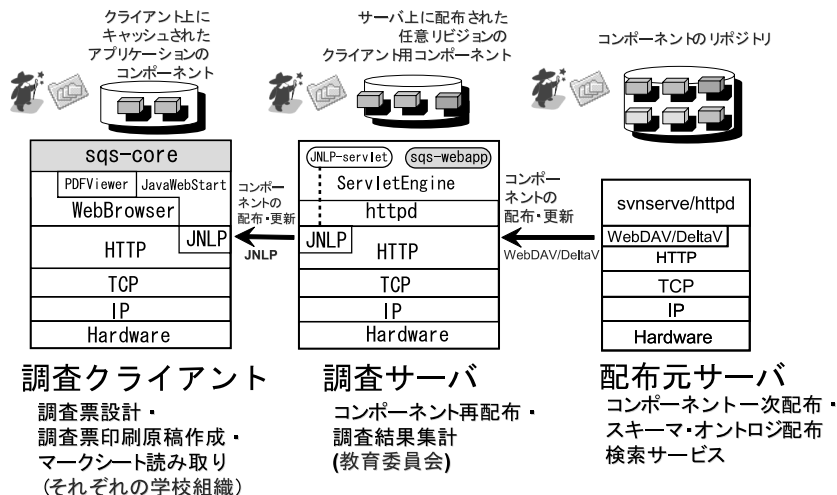 クライアント上に
キャッシュされた
アプリケーションの
コンポーネント
サーバ上に配布された
任意リビジョンの
クライアント用コンポーネント
コンポーネントのリポジトリ
sqs-core
PDFViewer
JavaWebStart
WebBrowser
HTTP
JNLP
TCP
IP
Hardware
コンポー
ネントの
配布・更新
JNLP
JNLP-servlet
sqs-webapp
ServletEngine
httpd
JNLP
HTTP
TCP
IP
Hardware
コンポー
ネントの
配布・更新
WebDAV/DeltaV
svnserve/httpd
WebDAV/DeltaV
HTTP
TCP
IP
Hardware
調査クライアント
調査票設計・
調査票印刷原稿作成・
マークシート読み取り
(それぞれの学校組織)
調査サーバ
コンポーネント再配布・
調査結果集計
(教育委員会)
配布元サーバ
コンポーネント一次配布・
スキーマ・オントロジ配布
検索サービス